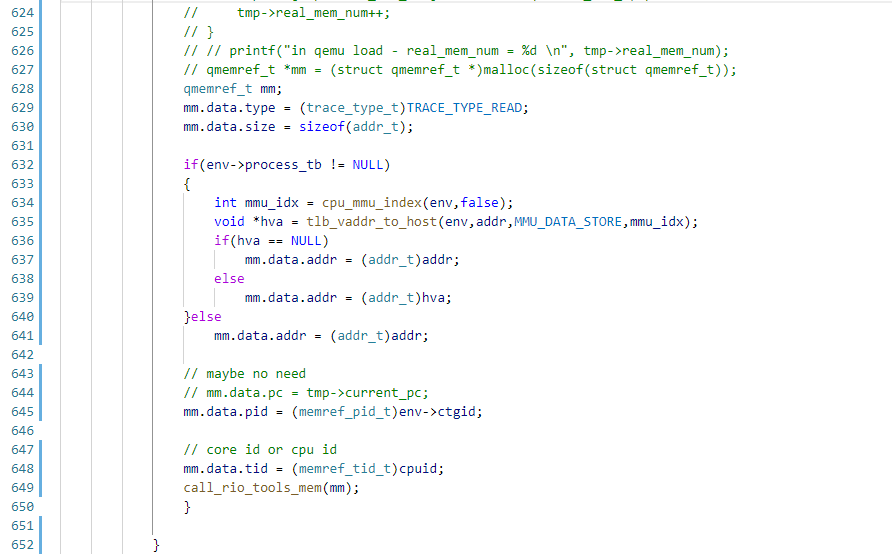 624 //     tmp->real_mem_num++;
625 // }
626 // // printf("in qemu load - real_mem_num = %d \n", tmp->real_mem_num);
627 // qmemref_t *mm = (struct qmemref_t *)malloc(sizeof(struct qmemref_t));
628 qmemref_t mm;
629 mm.data.type = (trace_type_t)TRACE_TYPE_READ;
630 mm.data.size = sizeof(addr_t);
631
632 if(env->process_tb != NULL)
633 {
634     int mmu_idx = cpu_mmu_index(env,false);
635     void *hva = tlb_vaddr_to_host(env,addr,MMU_DATA_STORE,mmu_idx);
636     if(hva == NULL)
637         mm.data.addr = (addr_t)addr;
638     else
639         mm.data.addr = (addr_t)hva;
640 }else
641     mm.data.addr = (addr_t)addr;
642
643 // maybe no need
644 // mm.data.pc = tmp->current_pc;
645 mm.data.pid = (memref_pid_t)env->ctgid;
646
647 // core id or cpu id
648 mm.data.tid = (memref_tid_t)cpuid;
649 call_rio_tools_mem(mm);
650 }
651
652 }